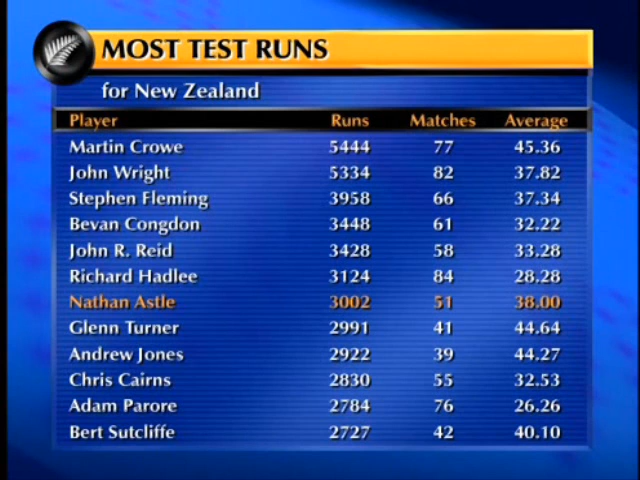 MOST TEST RUNS
for New Zealand
Player Runs Matches Average
Martin Crowe 5444 77 45.36
John Wright 5334 82 37.82
Stephen Fleming 3958 66 37.34
Bevan Congdon 3448 61 32.22
John R. Reid 3428 58 33.28
Richard Hadlee 3124 84 28.28
Nathan Astle 3002 51 38.00
Glenn Turner 2991 41 44.64
Andrew Jones 2922 39 44.27
Chris Cairns 2830 55 32.53
Adam Parore 2784 76 26.26
Bert Sutcliffe 2727 42 40.10